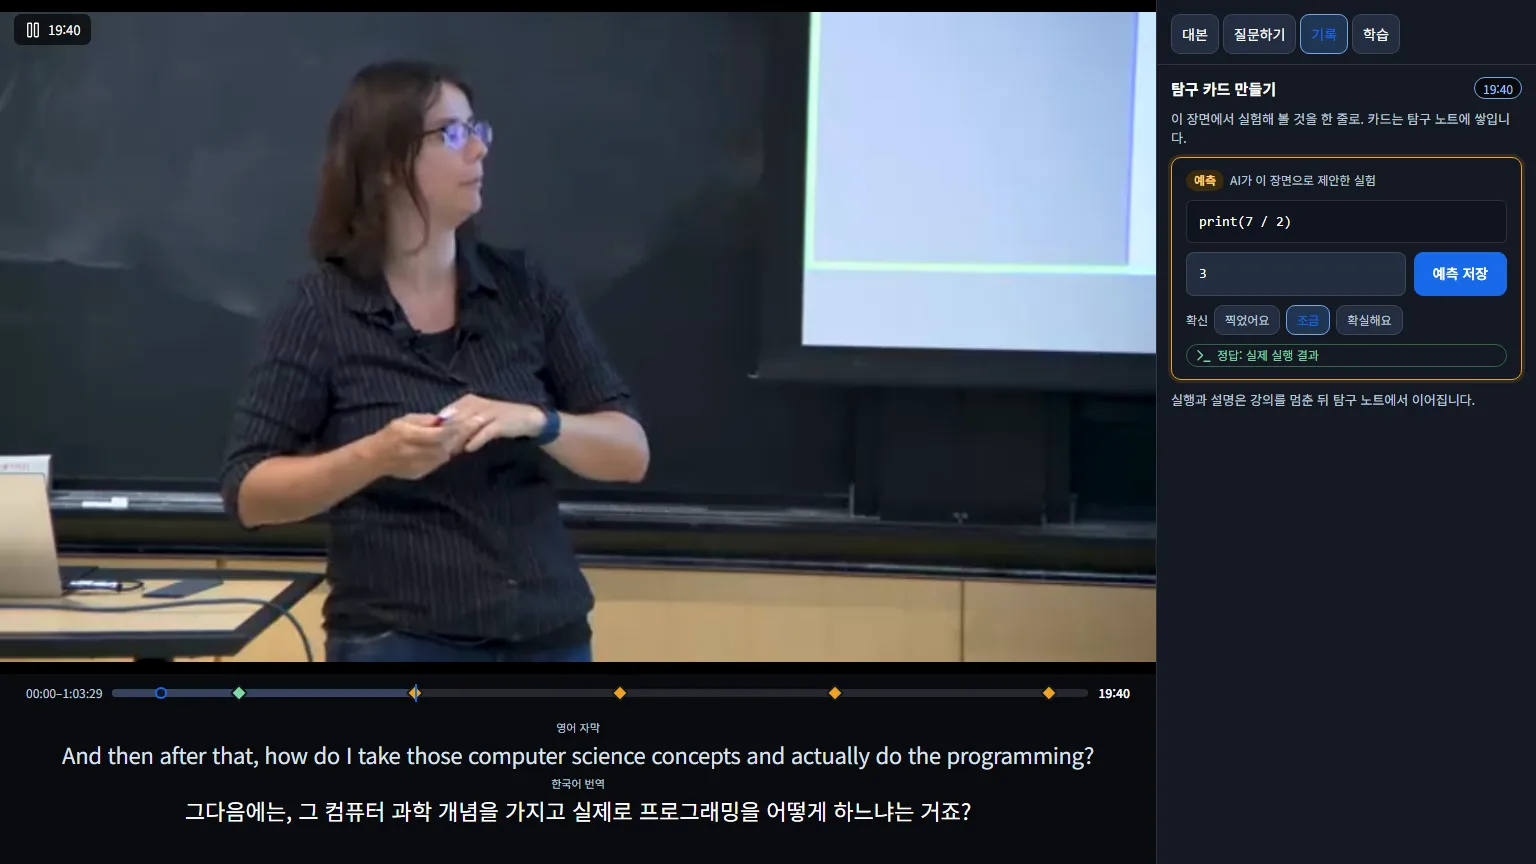 19:40
대본 질문하기 기록 학습
탐구 카드 만들기 19:40
이 장면에서 실험해 볼 것을 한 줄로. 카드는 탐구 노트에 쌓입니
다.
예측 AI가 이 장면으로 제안한 실험
print(7 / 2)
3 예측 저장
확신 찍었어요 조금 확실해요
>_ 정답: 실제 실행 결과
실행과 설명은 강의를 멈춘 뒤 탐구 노트에서 이어집니다.
00:00–1:03:29 19:40
영어 자막
And then after that, how do I take those computer science concepts and actually do the programming?
한국어 번역
그다음에는, 그 컴퓨터 과학 개념을 가지고 실제로 프로그래밍을 어떻게 하느냐는 거죠?